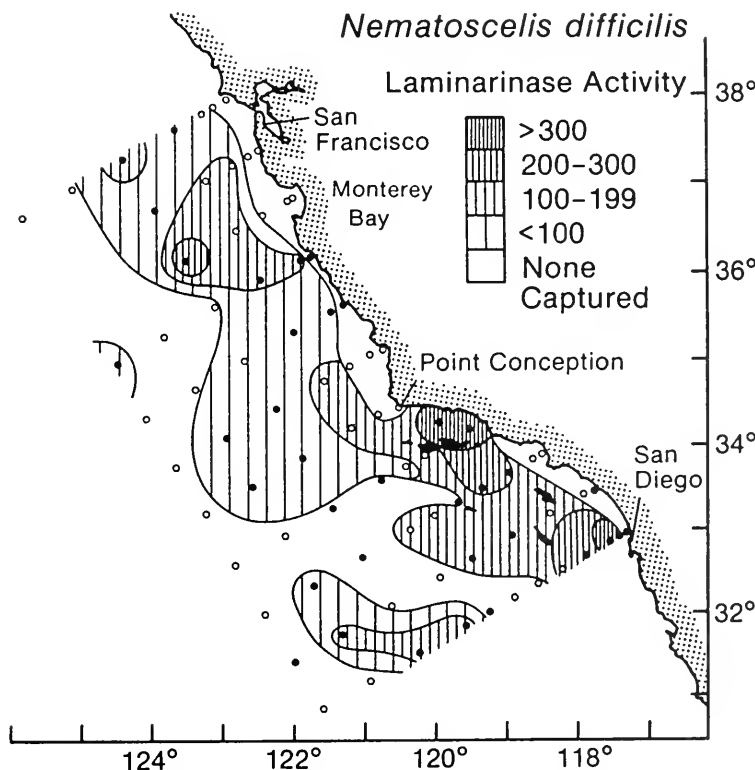 Nematoscelis difficilis
Laminarinase Activity
>300
200-300
100-199
<100
None
Captured
San
Francisco
Monterey
Bay
Point Conception
San
Diego
38°
36°
34°
32°
124°
122°
120°
118°